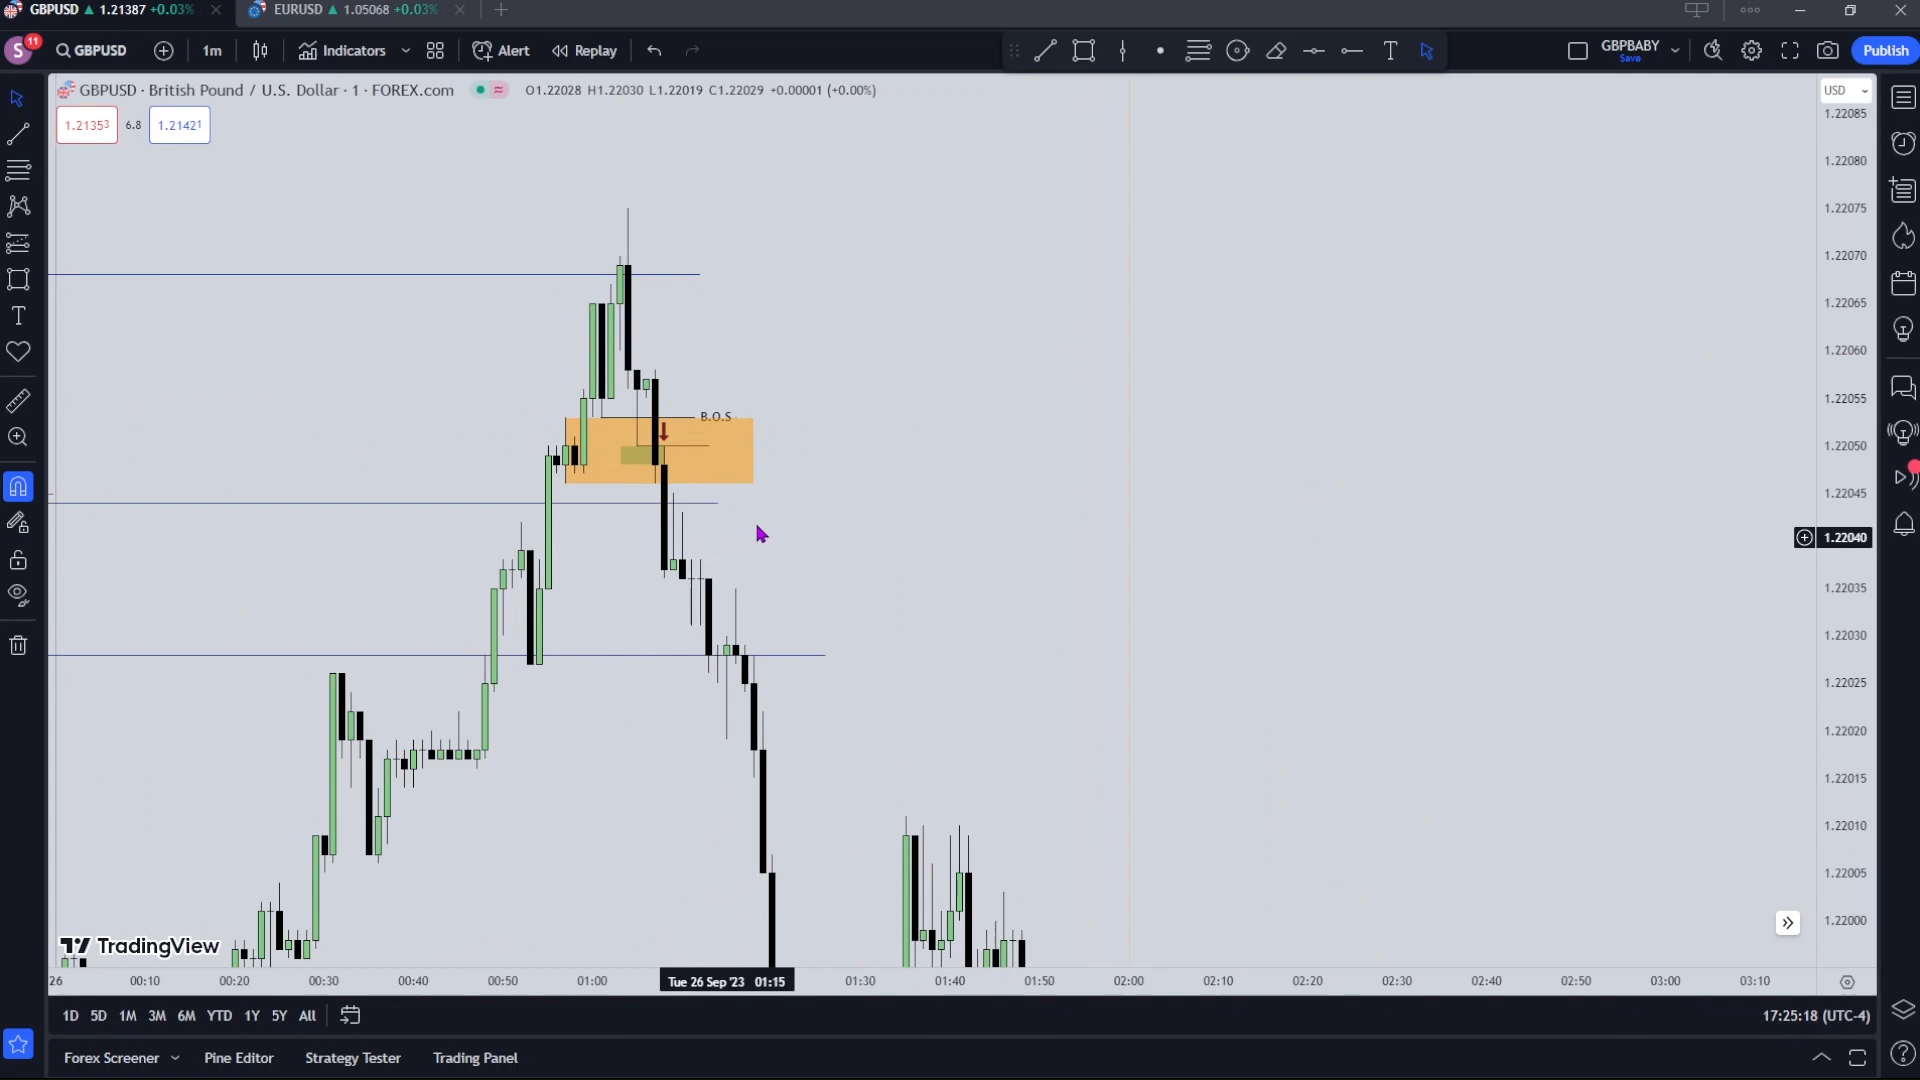 GBPUSD ▲ 1.21387 +0.03%
EURUSD ▲ 1.05068 +0.03%
S
11
GBPUSD
1m
Indicators
Alert
Replay
T
GBPBABY
Save
Publish
GBPUSD · British Pound / U.S. Dollar · 1 · FOREX.com
O1.22028 H1.22030 L1.22019 C1.22029 +0.00001 (+0.00%)
USD
1.21353
6.8
1.21421
1.22085
1.22080
1.22075
1.22070
1.22065
1.22060
1.22055
1.22050
1.22045
1.22040
1.22035
1.22030
1.22025
1.22020
1.22015
1.22010
1.22005
1.22000
B.O.S
TradingView
26
00:10
00:20
00:30
00:40
00:50
01:00
Tue 26 Sep '23 01:15
01:30
01:40
01:50
02:00
02:10
02:20
02:30
02:40
02:50
03:00
03:10
1D 5D 1M 3M 6M YTD 1Y 5Y All
17:25:18 (UTC-4)
Forex Screener
Pine Editor
Strategy Tester
Trading Panel